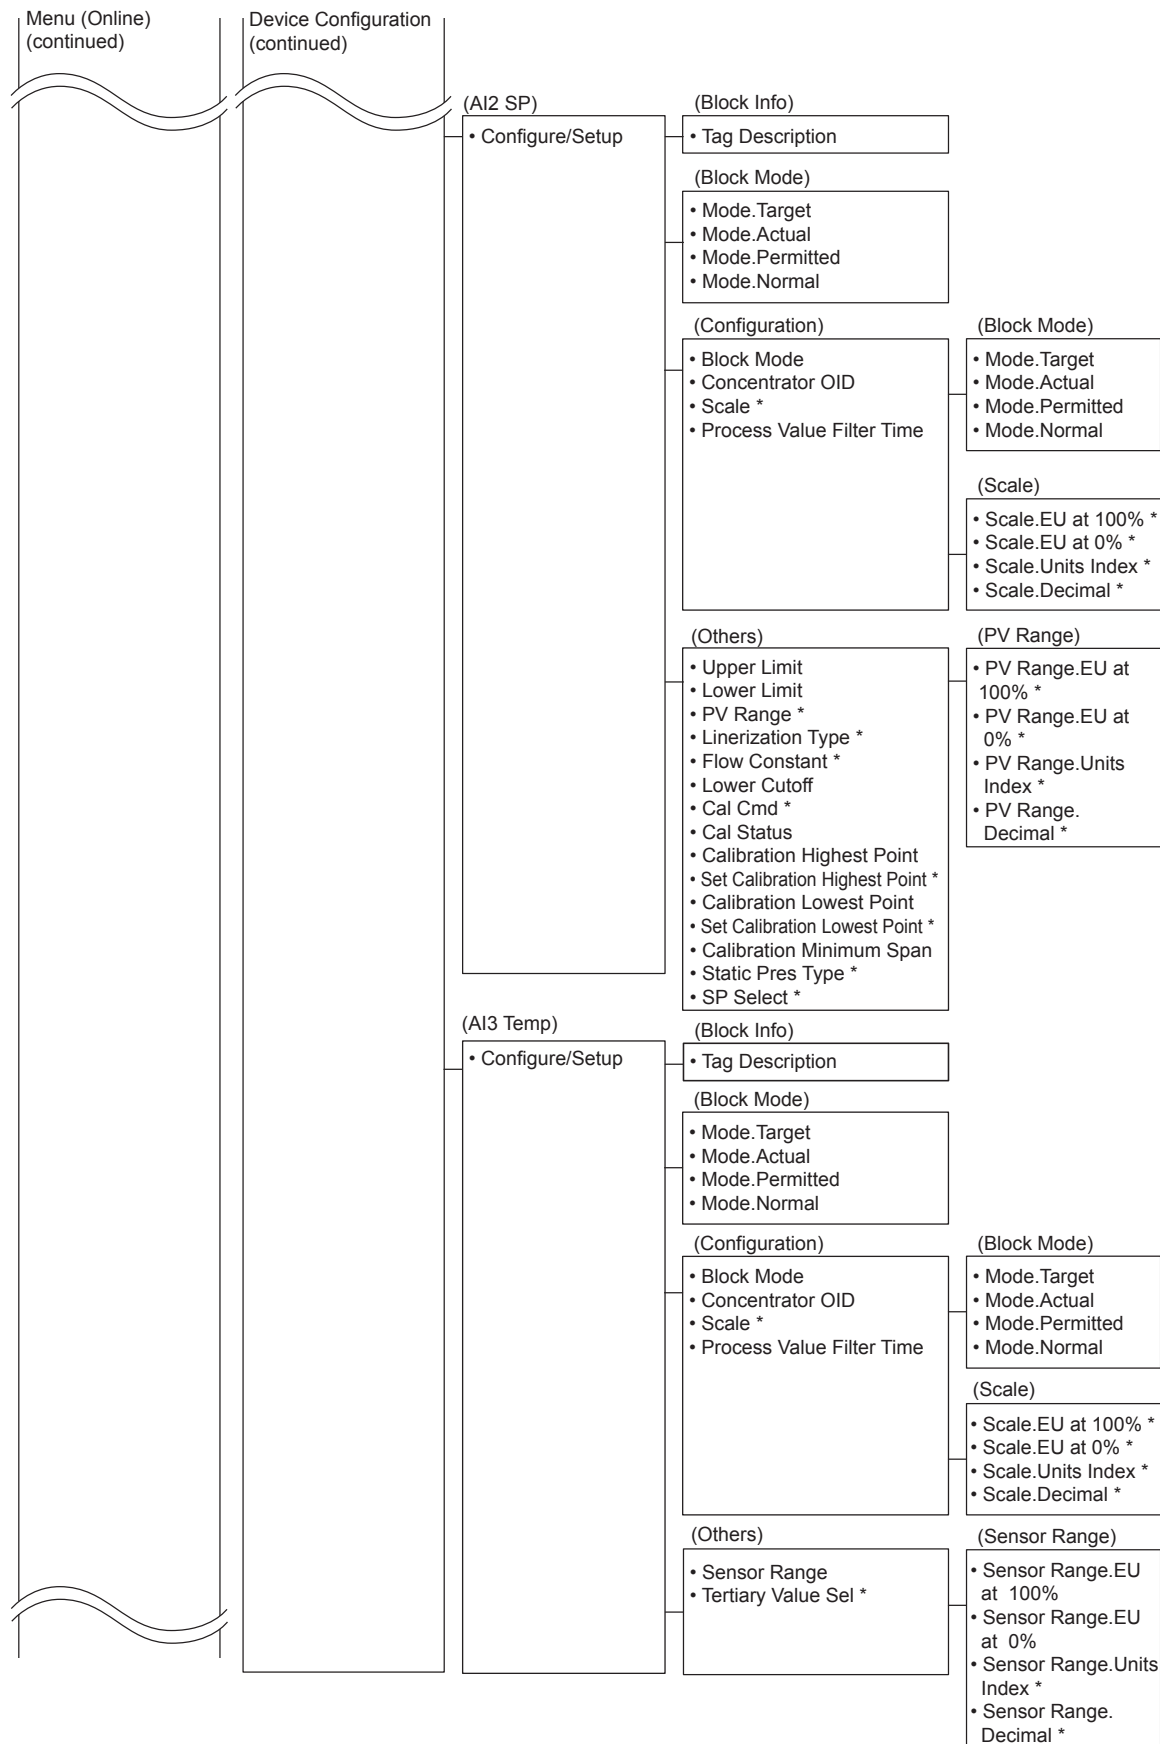 Menu (Online)
(continued)
Device Configuration
(continued)
(AI2 SP)
• Configure/Setup
(Block Info)
• Tag Description
(Block Mode)
• Mode.Target
• Mode.Actual
• Mode.Permitted
• Mode.Normal
(Configuration)
• Block Mode
• Concentrator OID
• Scale *
• Process Value Filter Time
(Block Mode)
• Mode.Target
• Mode.Actual
• Mode.Permitted
• Mode.Normal
(Scale)
• Scale.EU at 100% *
• Scale.EU at 0% *
• Scale.Units Index *
• Scale.Decimal *
(Others)
• Upper Limit
• Lower Limit
• PV Range *
• Linerization Type *
• Flow Constant *
• Lower Cutoff
• Cal Cmd *
• Cal Status
• Calibration Highest Point
• Set Calibration Highest Point *
• Calibration Lowest Point
• Set Calibration Lowest Point *
• Calibration Minimum Span
• Static Pres Type *
• SP Select *
(PV Range)
• PV Range.EU at
100% *
• PV Range.EU at
0% *
• PV Range.Units
Index *
• PV Range.
Decimal *
(AI3 Temp)
• Configure/Setup
(Block Info)
• Tag Description
(Block Mode)
• Mode.Target
• Mode.Actual
• Mode.Permitted
• Mode.Normal
(Configuration)
• Block Mode
• Concentrator OID
• Scale *
• Process Value Filter Time
(Block Mode)
• Mode.Target
• Mode.Actual
• Mode.Permitted
• Mode.Normal
(Scale)
• Scale.EU at 100% *
• Scale.EU at 0% *
• Scale.Units Index *
• Scale.Decimal *
(Others)
• Sensor Range
• Tertiary Value Sel *
(Sensor Range)
• Sensor Range.EU
at 100%
• Sensor Range.EU
at 0%
• Sensor Range.Units
Index *
• Sensor Range.
Decimal *